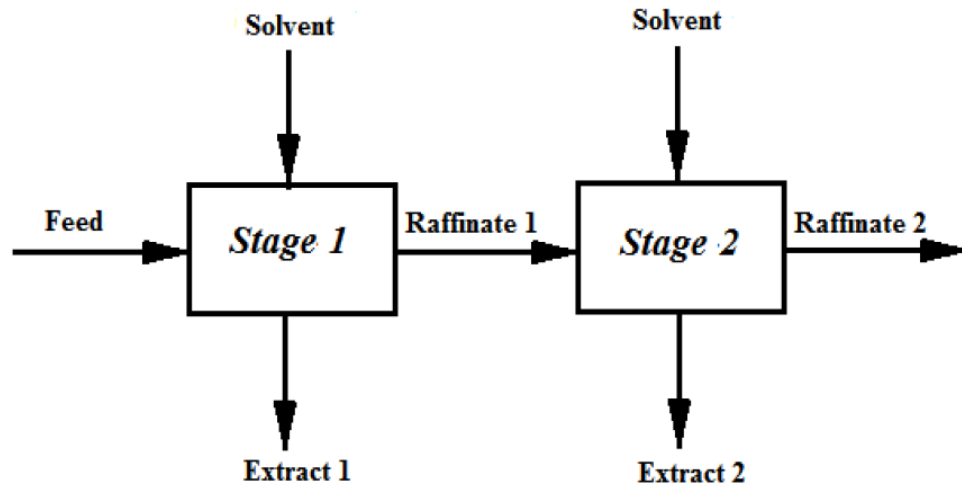 Solvent
Solvent
Feed
Stage 1
Raffinate 1
Stage 2
Raffinate 2
Extract 1
Extract 2